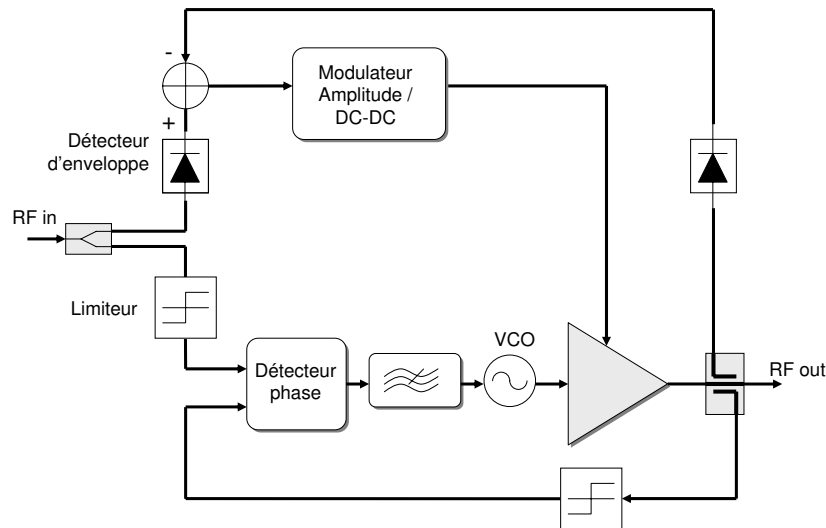 -
Modulateur
Amplitude /
DC-DC
+
Détecteur
d'enveloppe
RF in
Limiteur
VCO
Détecteur
phase
RF out